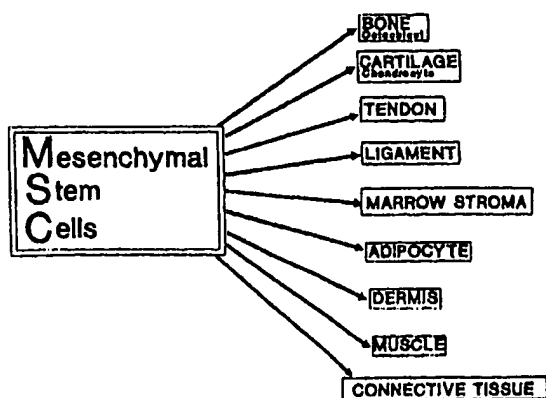 Mesenchymal
Stem
Cells
BONE
Osteoblast
CARTILAGE
Chondrocyte
TENDON
LIGAMENT
MARROW STROMA
ADIPOCYTE
DERMIS
MUSCLE
CONNECTIVE TISSUE